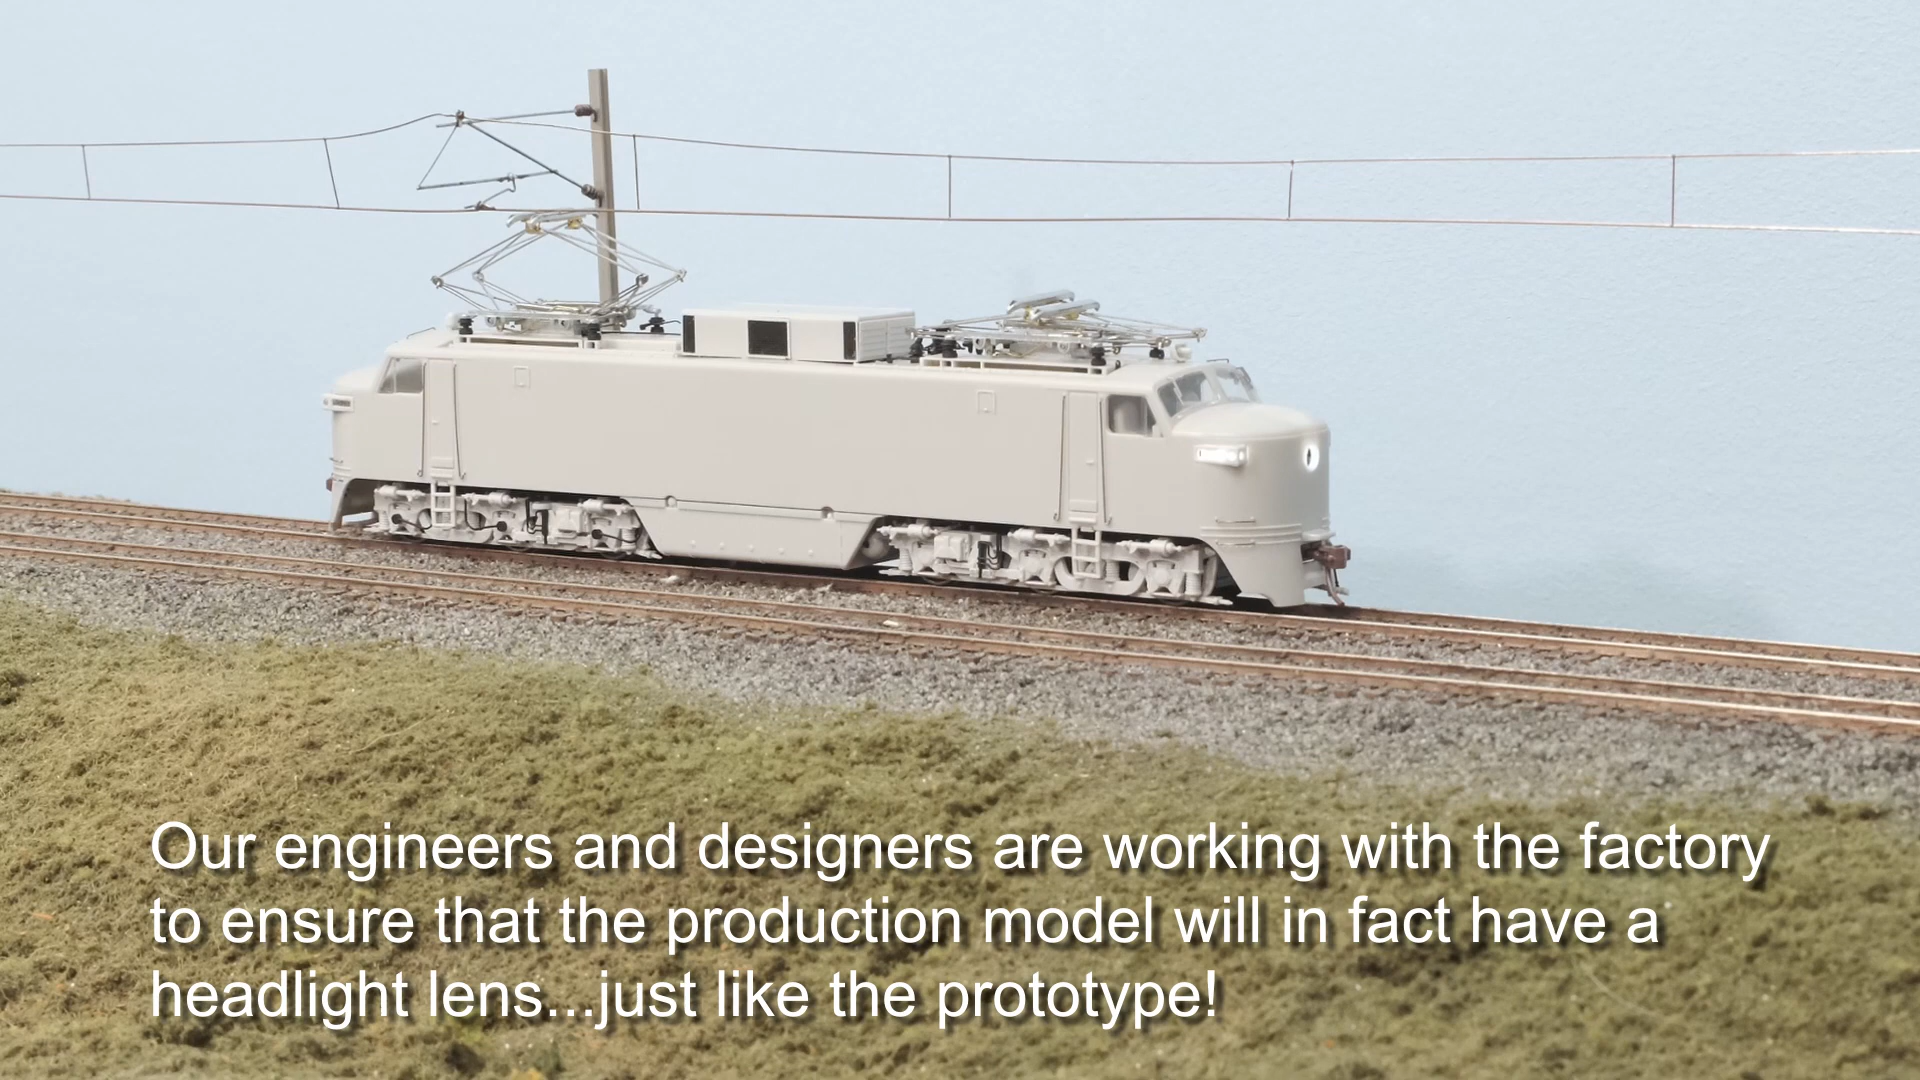 Our engineers and designers are working with the factory
to ensure that the production model will in fact have a
headlight lens...just like the prototype!